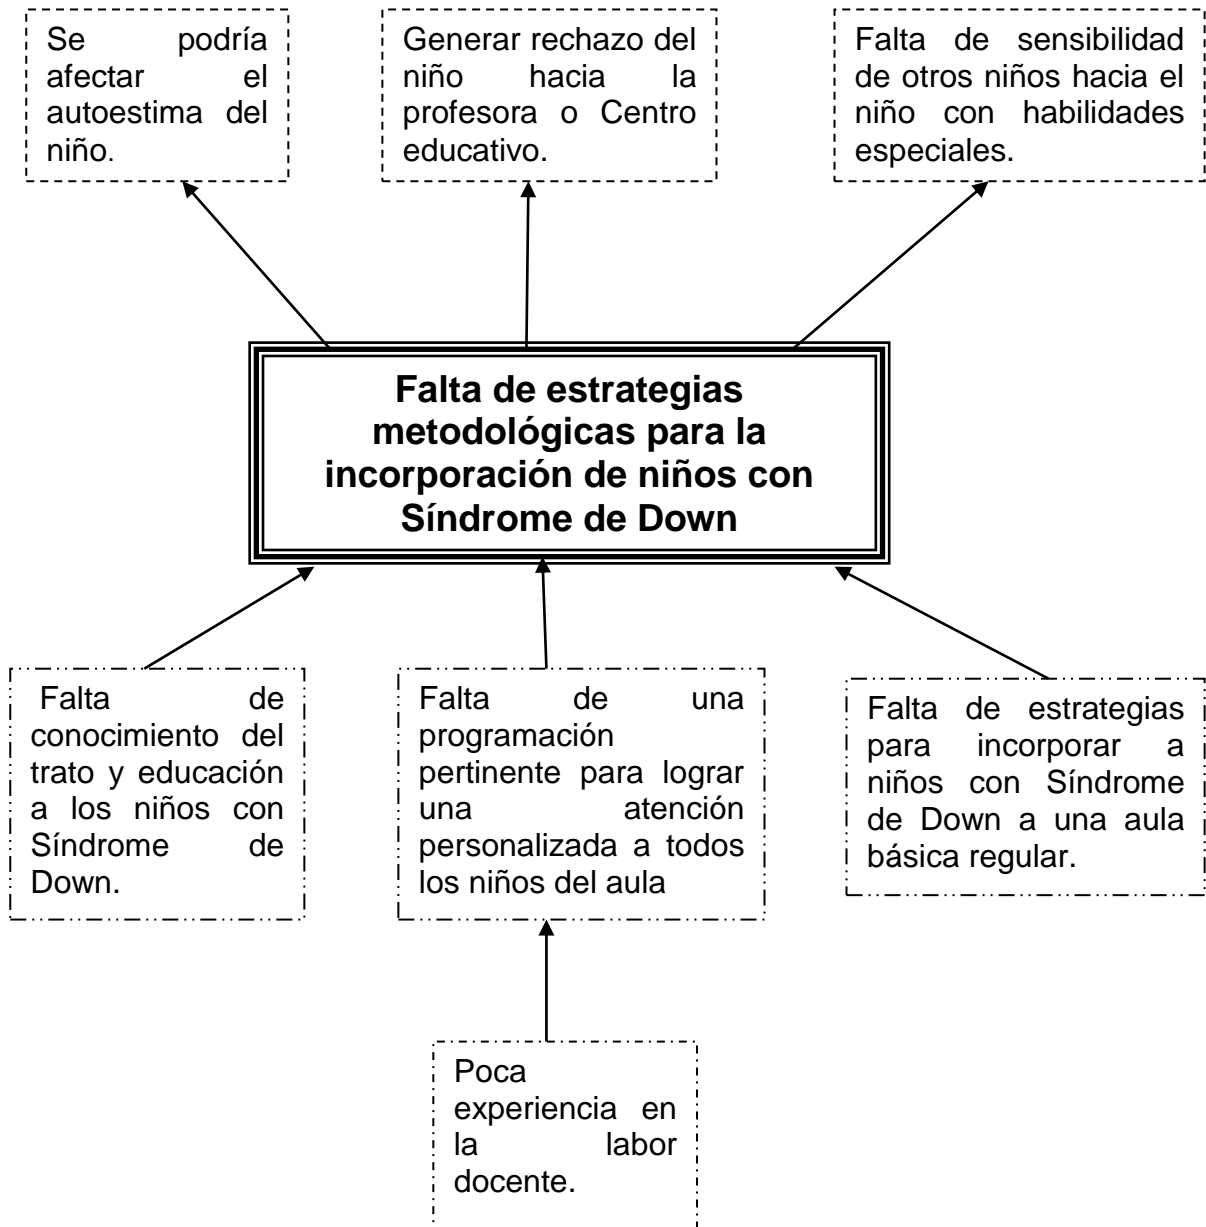 Se podría
afectar el
autoestima del
niño.
Generar rechazo del
niño hacia la
profesora o Centro
educativo.
Falta de sensibilidad
de otros niños hacia el
niño con habilidades
especiales.
Falta de estrategias
metodológicas para la
incorporación de niños con
Síndrome de Down
Falta de
conocimiento del
trato y educación
a los niños con
Síndrome de
Down.
Falta de una
programación
pertinente para lograr
una atención
personalizada a todos
los niños del aula
Falta de estrategias
para incorporar a
niños con Síndrome
de Down a una aula
básica regular.
Poca
experiencia en
la labor
docente.